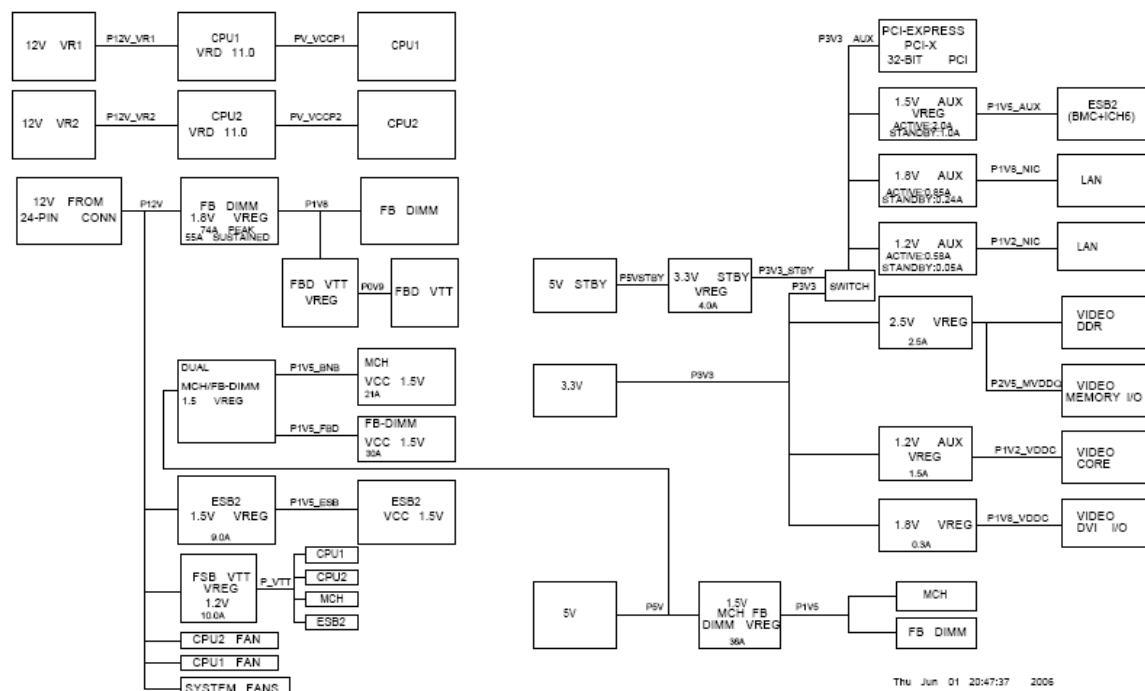 12V VR1
P12V_VR1
CPU1
VRD 11.0
PV_VCCP1
CPU1
12V VR2
P12V_VR2
CPU2
VRD 11.0
PV_VCCP2
CPU2
12V FROM
24-PIN CONN
P12V
FB DIMM
1.8V VREG
74A PEAK
55A SUSTAINED
P1V8
FB DIMM
FBD VTT
VREG
P0V9
FBD VTT
DUAL
MCH/FB-DIMM
1.5 VREG
P1V5_BNB
MCH
VCC 1.5V
21A
P1V5_FBD
FB-DIMM
VCC 1.5V
30A
ESB2
1.5V VREG
9.0A
P1V5_ESB
ESB2
VCC 1.5V
FSB VTT
VREG
1.2V
10.0A
P_VTT
CPU1
CPU2
MCH
ESB2
CPU2 FAN
CPU1 FAN
SYSTEM FANS
P3V3_AUX
PCI-EXPRESS
PCI-X
32-BIT PCI
1.5V AUX
VREG
ACTIVE:2.0A
STANDBY:1.0A
P1V5_AUX
ESB2
(BMC+ICH6)
1.8V AUX
ACTIVE:0.85A
STANDBY:0.24A
P1V8_NIC
LAN
1.2V AUX
ACTIVE:0.58A
STANDBY:0.05A
P1V2_NIC
LAN
5V STBY
P5VSTBY
3.3V STBY
VREG
4.0A
P3V3_STBY
P3V3
SWITCH
2.5V VREG
2.5A
VIDEO
DDR
P2V5_MVDDQ
VIDEO
MEMORY I/O
3.3V
P3V3
1.2V AUX
VREG
1.5A
P1V2_VDDC
VIDEO
CORE
1.8V VREG
0.3A
P1V8_VDDC
VIDEO
DVI I/O
5V
P5V
1.5V
MCH FB
DIMM VREG
36A
P1V5
MCH
FB DIMM
Thu Jun 01 20:47:37 2006